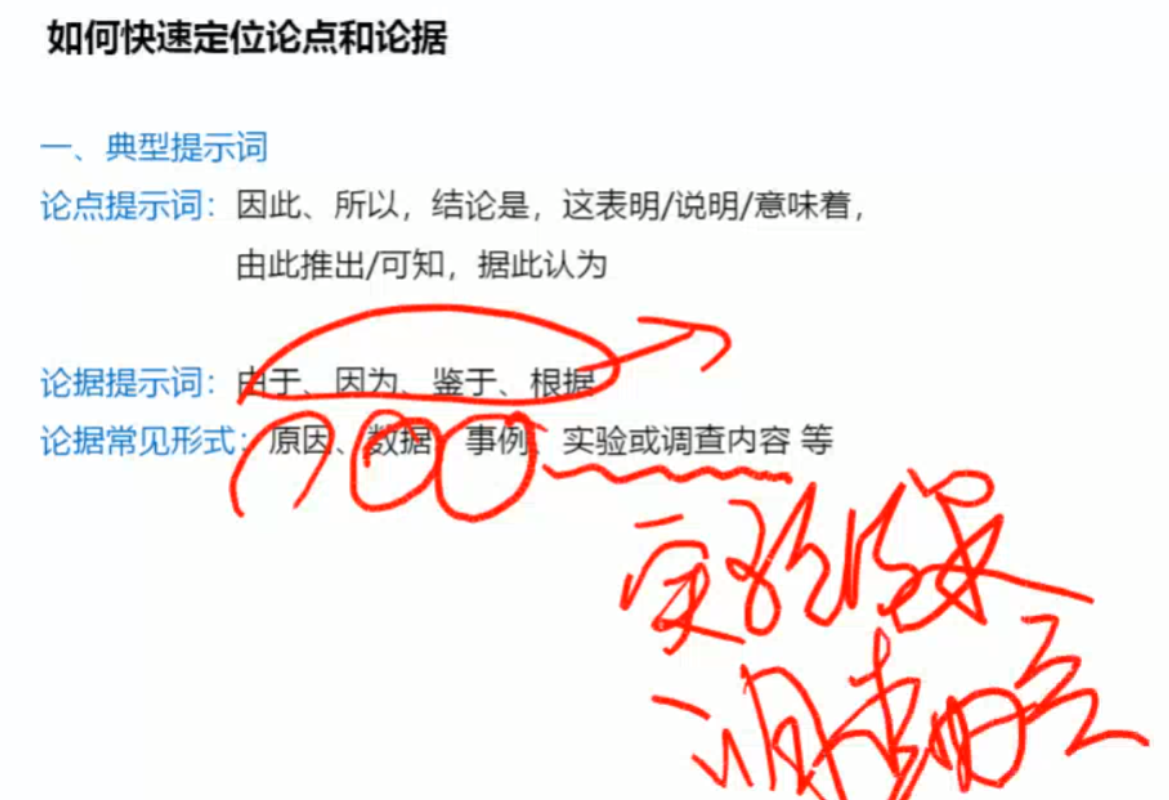 如何快速定位论点和论据
一、典型提示词
论点提示词：因此、所以，结论是，这表明/说明/意味着，
由此推出/可知，据此认为
论据提示词：由于、因为、鉴于、根据
论据常见形式：原因、数据、事例、实验或调查内容 等
实验结果